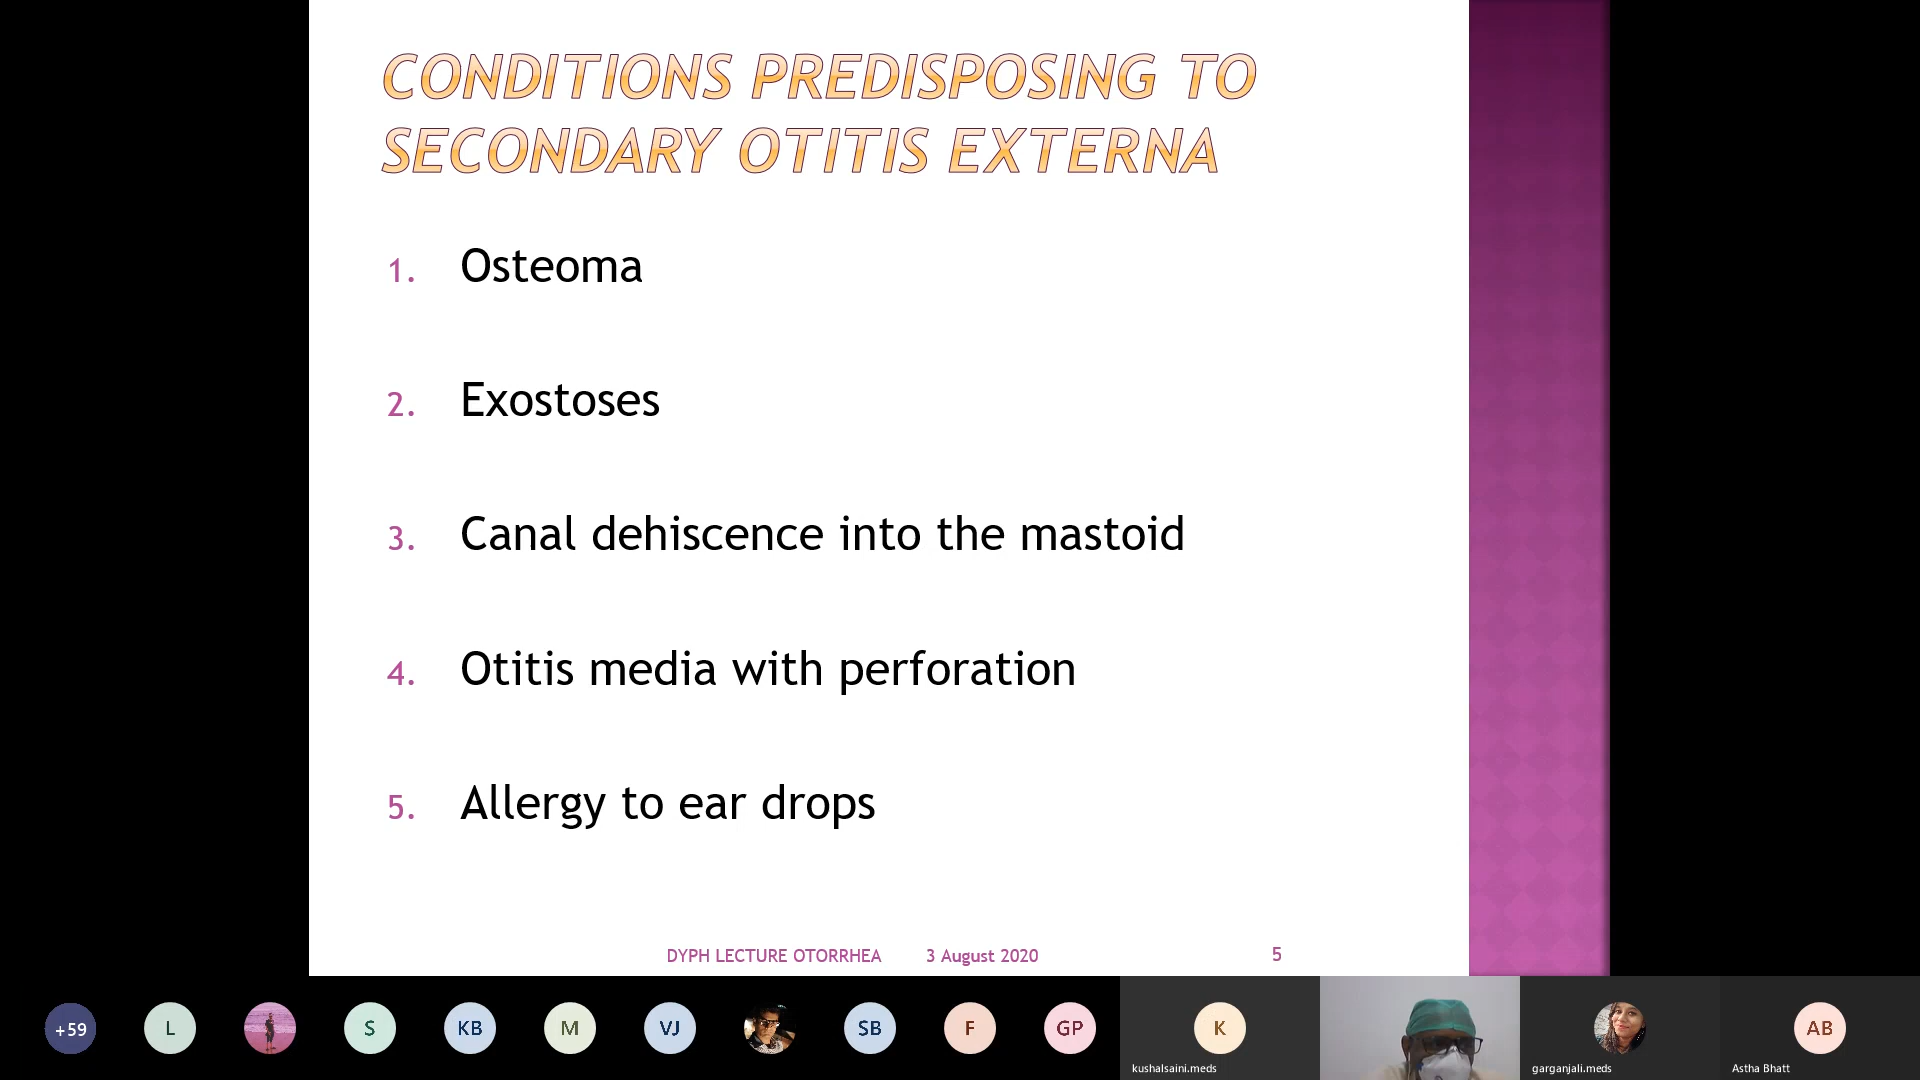 CONDITIONS PREDISPOSING TO
SECONDARY OTITIS EXTERNA
1. Osteoma
2. Exostoses
3. Canal dehiscence into the mastoid
4. Otitis media with perforation
5. Allergy to ear drops
DYPH LECTURE OTORRHEA 3 August 2020 5
+59 L S KB M VJ SB F GP K AB
kushalsaini.meds garganjali.meds Astha Bhatt